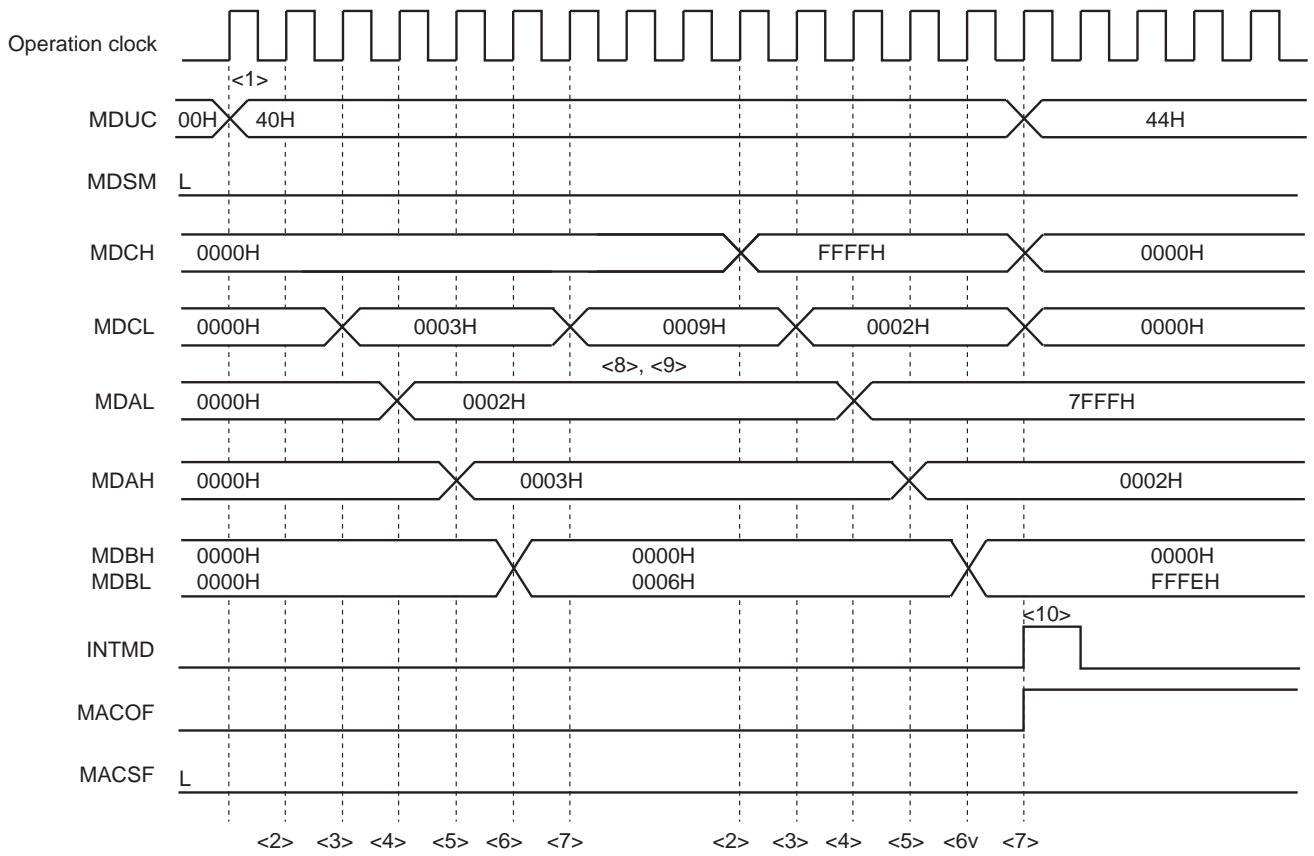 Operation clock
<1>
MDUC 00H 40H 44H
MDSM L
MDCH 0000H FFFFH 0000H
MDCL 0000H 0003H 0009H 0002H 0000H
<8>, <9>
MDAL 0000H 0002H 7FFFH
MDAH 0000H 0003H 0002H
MDBH 0000H 0000H 0000H
MDBL 0000H 0006H FFFEH
<10>
INTMD
MACOF
MACSF L
<2> <3> <4> <5> <6> <7> <2> <3> <4> <5> <6v <7>